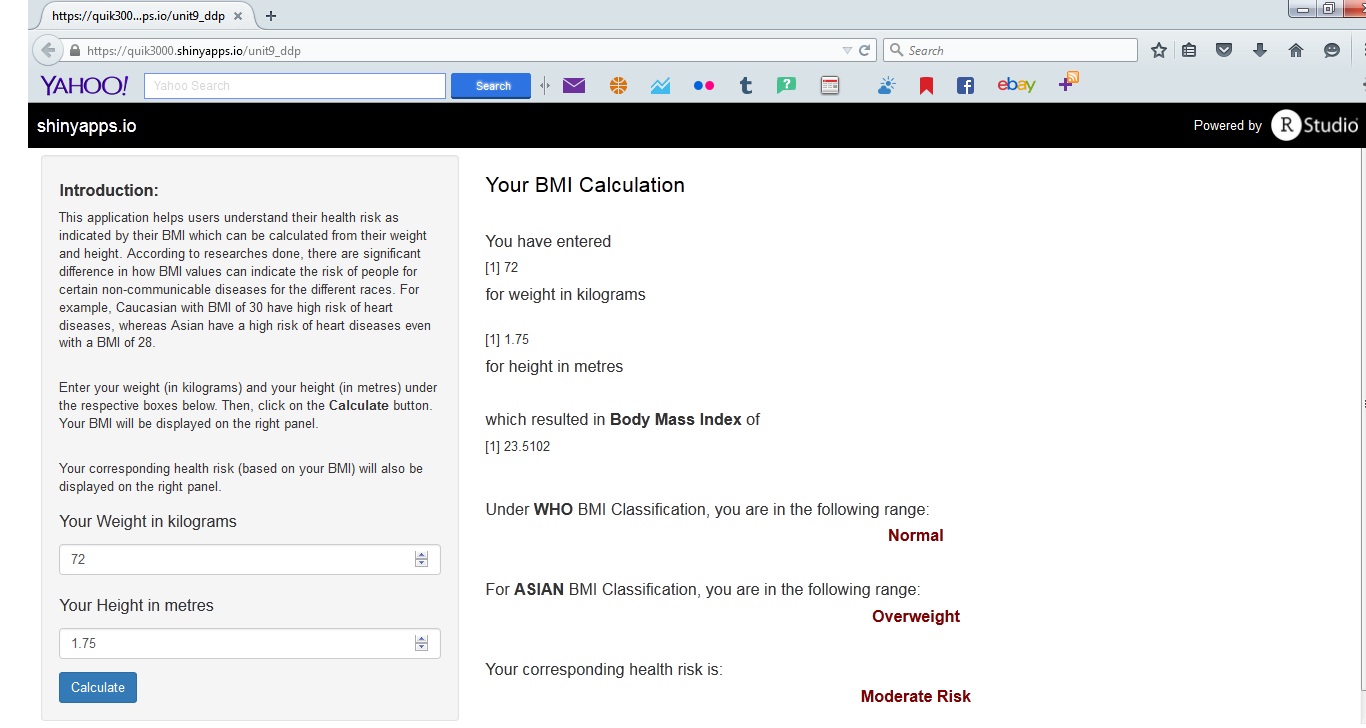 https://quik300...ps.io/unit9_ddp
https://quik3000.shinyapps.io/unit9_ddp
Search
YAHOO!
Yahoo Search
Search
ebay
shinyapps.io
Powered by R Studio
Introduction:
This application helps users understand their health risk as
indicated by their BMI which can be calculated from their weight
and height. According to researches done, there are significant
difference in how BMI values can indicate the risk of people for
certain non-communicable diseases for the different races. For
example, Caucasian with BMI of 30 have high risk of heart
diseases, whereas Asian have a high risk of heart diseases even
with a BMI of 28.
Enter your weight (in kilograms) and your height (in metres) under
the respective boxes below. Then, click on the Calculate button.
Your BMI will be displayed on the right panel.
Your corresponding health risk (based on your BMI) will also be
displayed on the right panel.
Your Weight in kilograms
72
Your Height in metres
1.75
Calculate
Your BMI Calculation
You have entered
[1] 72
for weight in kilograms
[1] 1.75
for height in metres
which resulted in Body Mass Index of
[1] 23.5102
Under WHO BMI Classification, you are in the following range:
Normal
For ASIAN BMI Classification, you are in the following range:
Overweight
Your corresponding health risk is:
Moderate Risk